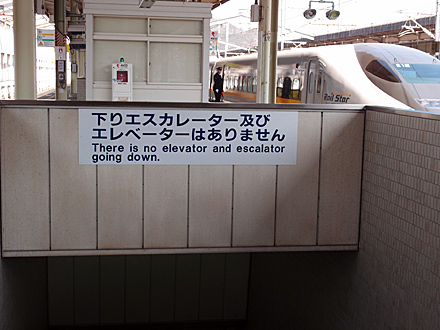 下りエスカレーター及び
エレベーターはありません
There is no elevator and escalator
going down.
Rail Star